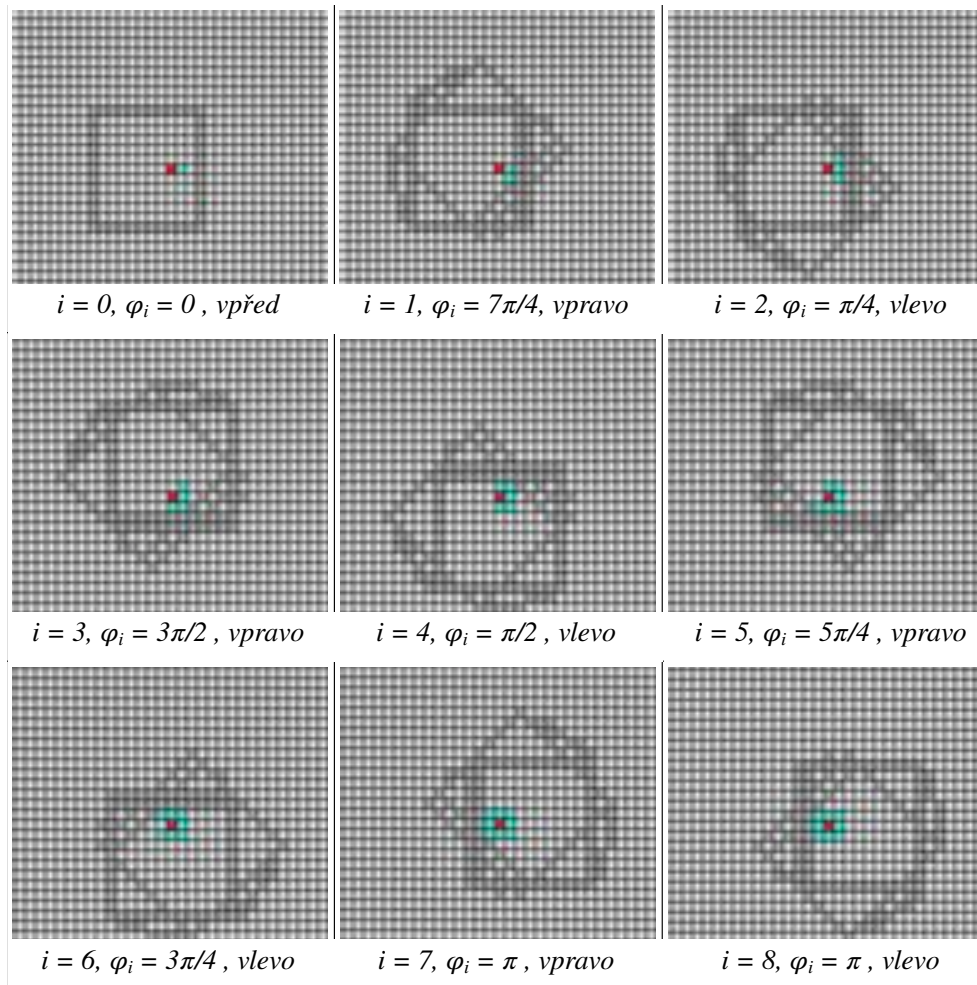 i = 0, φi = 0 , vpřed
i = 1, φi = 7π/4, vpravo
i = 2, φi = π/4, vlevo
i = 3, φi = 3π/2 , vpravo
i = 4, φi = π/2 , vlevo
i = 5, φi = 5π/4 , vpravo
i = 6, φi = 3π/4 , vlevo
i = 7, φi = π , vpravo
i = 8, φi = π , vlevo